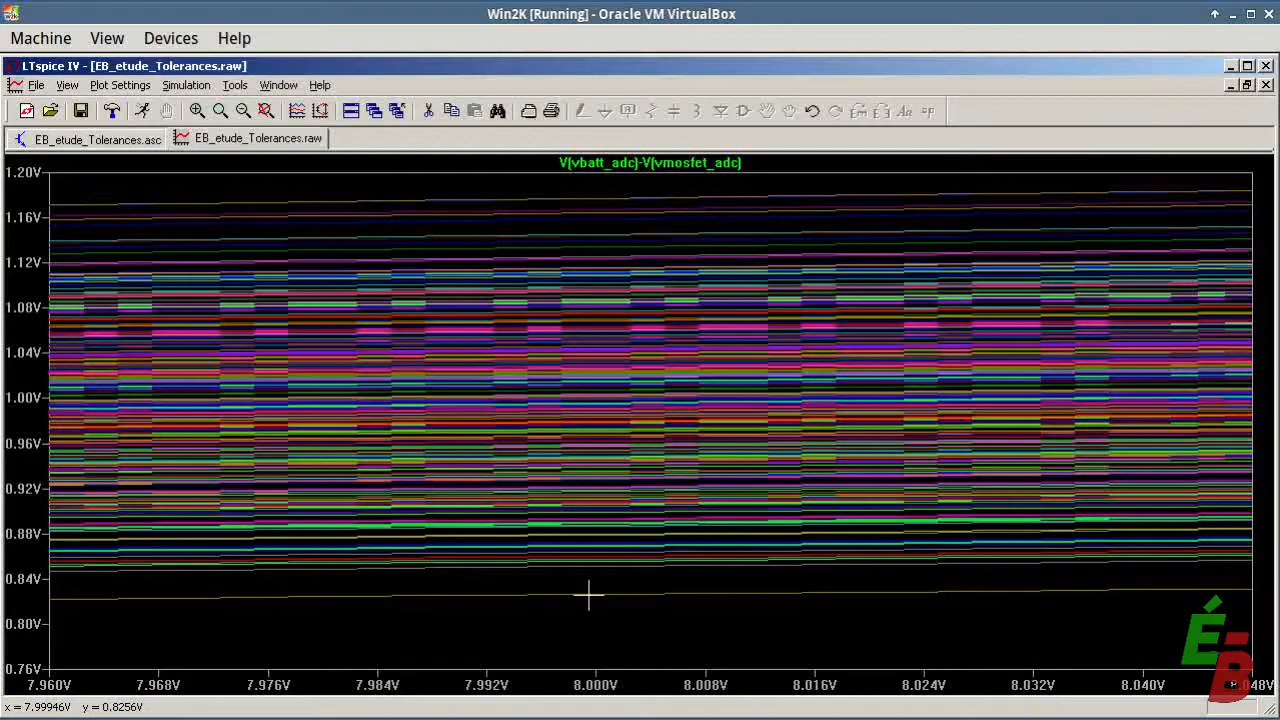 Win2K [Running] - Oracle VM VirtualBox
Machine View Devices Help
LTspice IV - [EB_etude_Tolerances.raw]
File View Plot Settings Simulation Tools Window Help
EB_etude_Tolerances.asc EB_etude_Tolerances.raw
V(vbatt_adc)-V(vmosfet_adc)
1.20V
1.16V
1.12V
1.08V
1.04V
1.00V
0.96V
0.92V
0.88V
0.84V
0.80V
0.76V
7.960V 7.968V 7.976V 7.984V 7.992V 8.000V 8.008V 8.016V 8.024V 8.032V 8.040V 8.048V
x = 7.99946V y = 0.8256V
ÉB